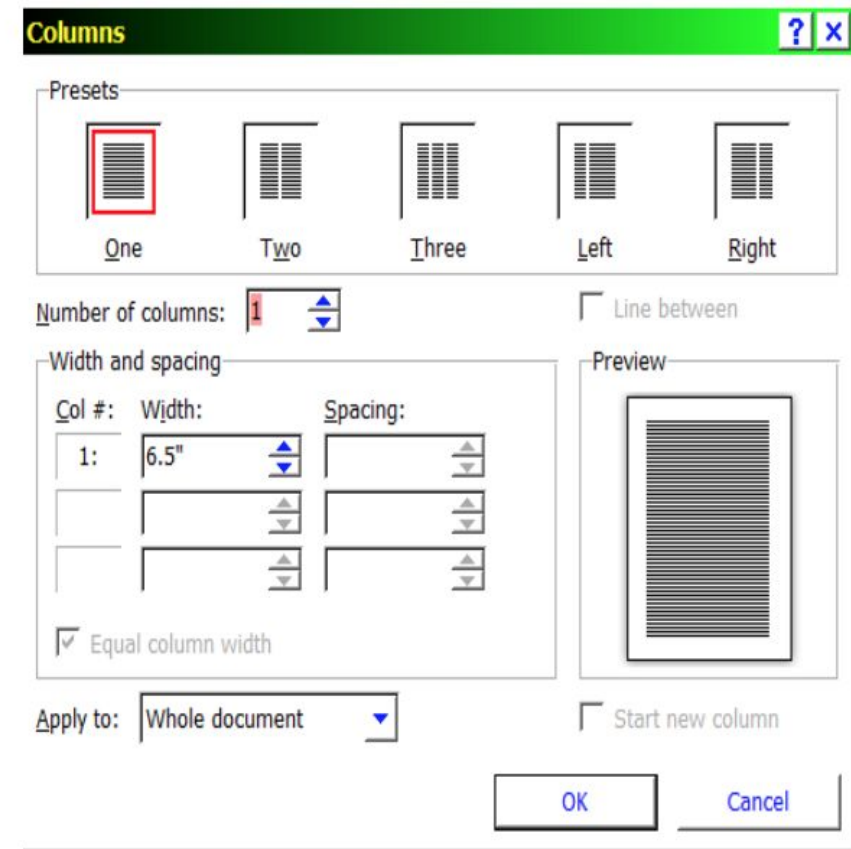 Columns
? ×
Presets
One Two Three Left Right
Number of columns: 1
Line between
Width and spacing
Preview
Col #: Width: Spacing:
1: 6.5"
Equal column width
Apply to: Whole document
Start new column
OK Cancel